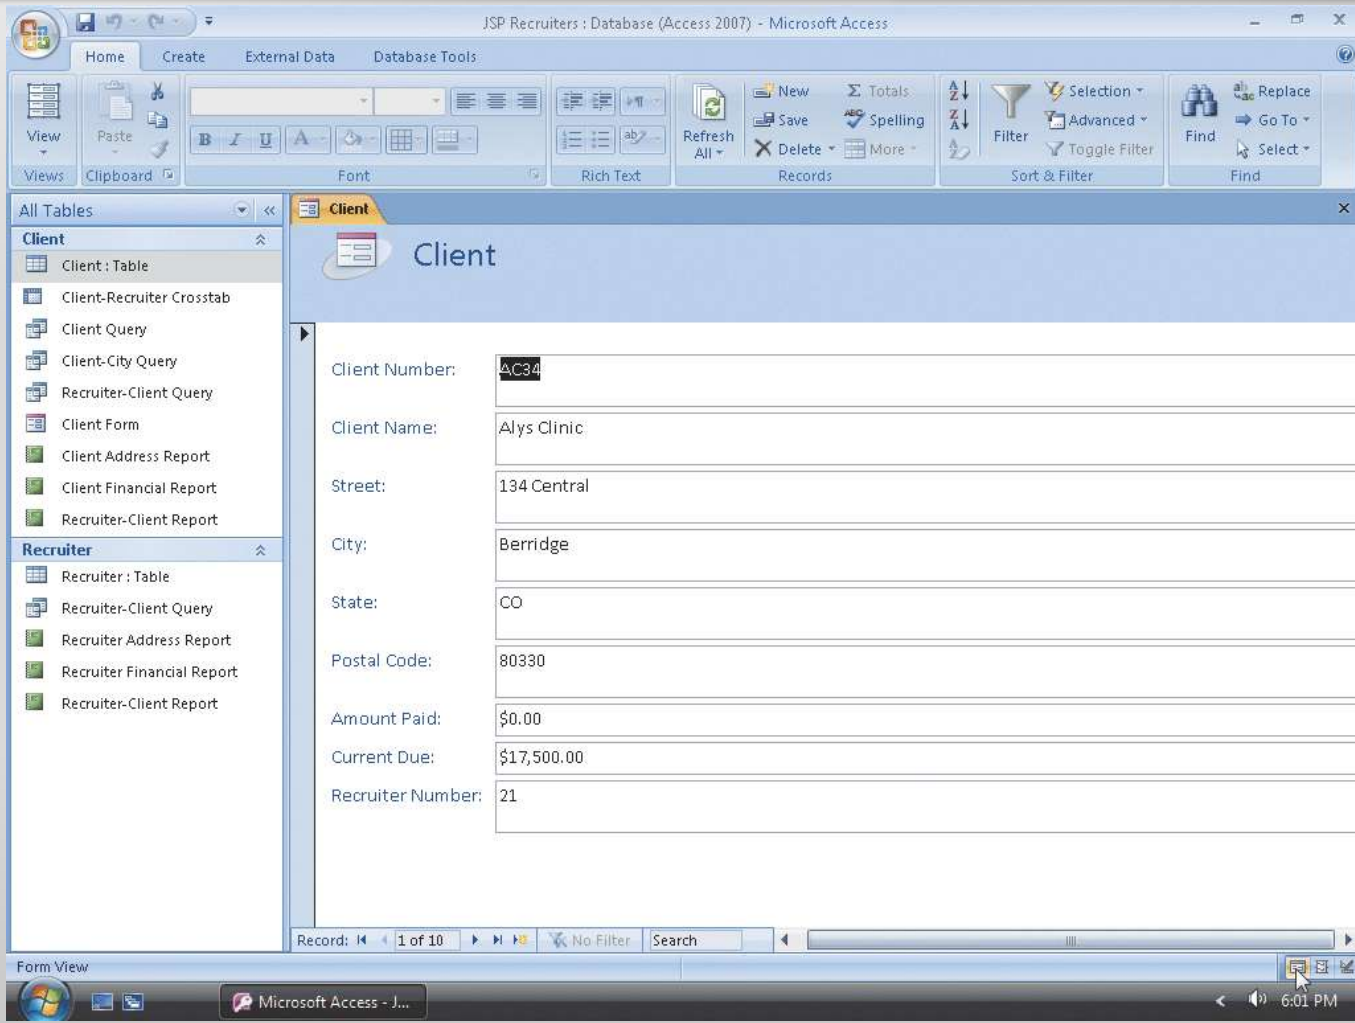 JSP Recruiters : Database (Access 2007) - Microsoft Access
Home Create External Data Database Tools
View Paste B I U A Refresh All New Save Delete Σ Totals Spelling More Filter Selection Advanced Toggle Filter Find Replace Go To Select
Views Clipboard Font Rich Text Records Sort & Filter Find
All Tables
Client
Client : Table
Client-Recruiter Crosstab
Client Query
Client-City Query
Recruiter-Client Query
Client Form
Client Address Report
Client Financial Report
Recruiter-Client Report
Recruiter
Recruiter : Table
Recruiter-Client Query
Recruiter Address Report
Recruiter Financial Report
Recruiter-Client Report
Client
Client
Client Number: AC34
Client Name: Alys Clinic
Street: 134 Central
City: Berridge
State: CO
Postal Code: 80330
Amount Paid: $0.00
Current Due: $17,500.00
Recruiter Number: 21
Record: 1 of 10 No Filter Search
Form View
Microsoft Access - J... 6:01 PM